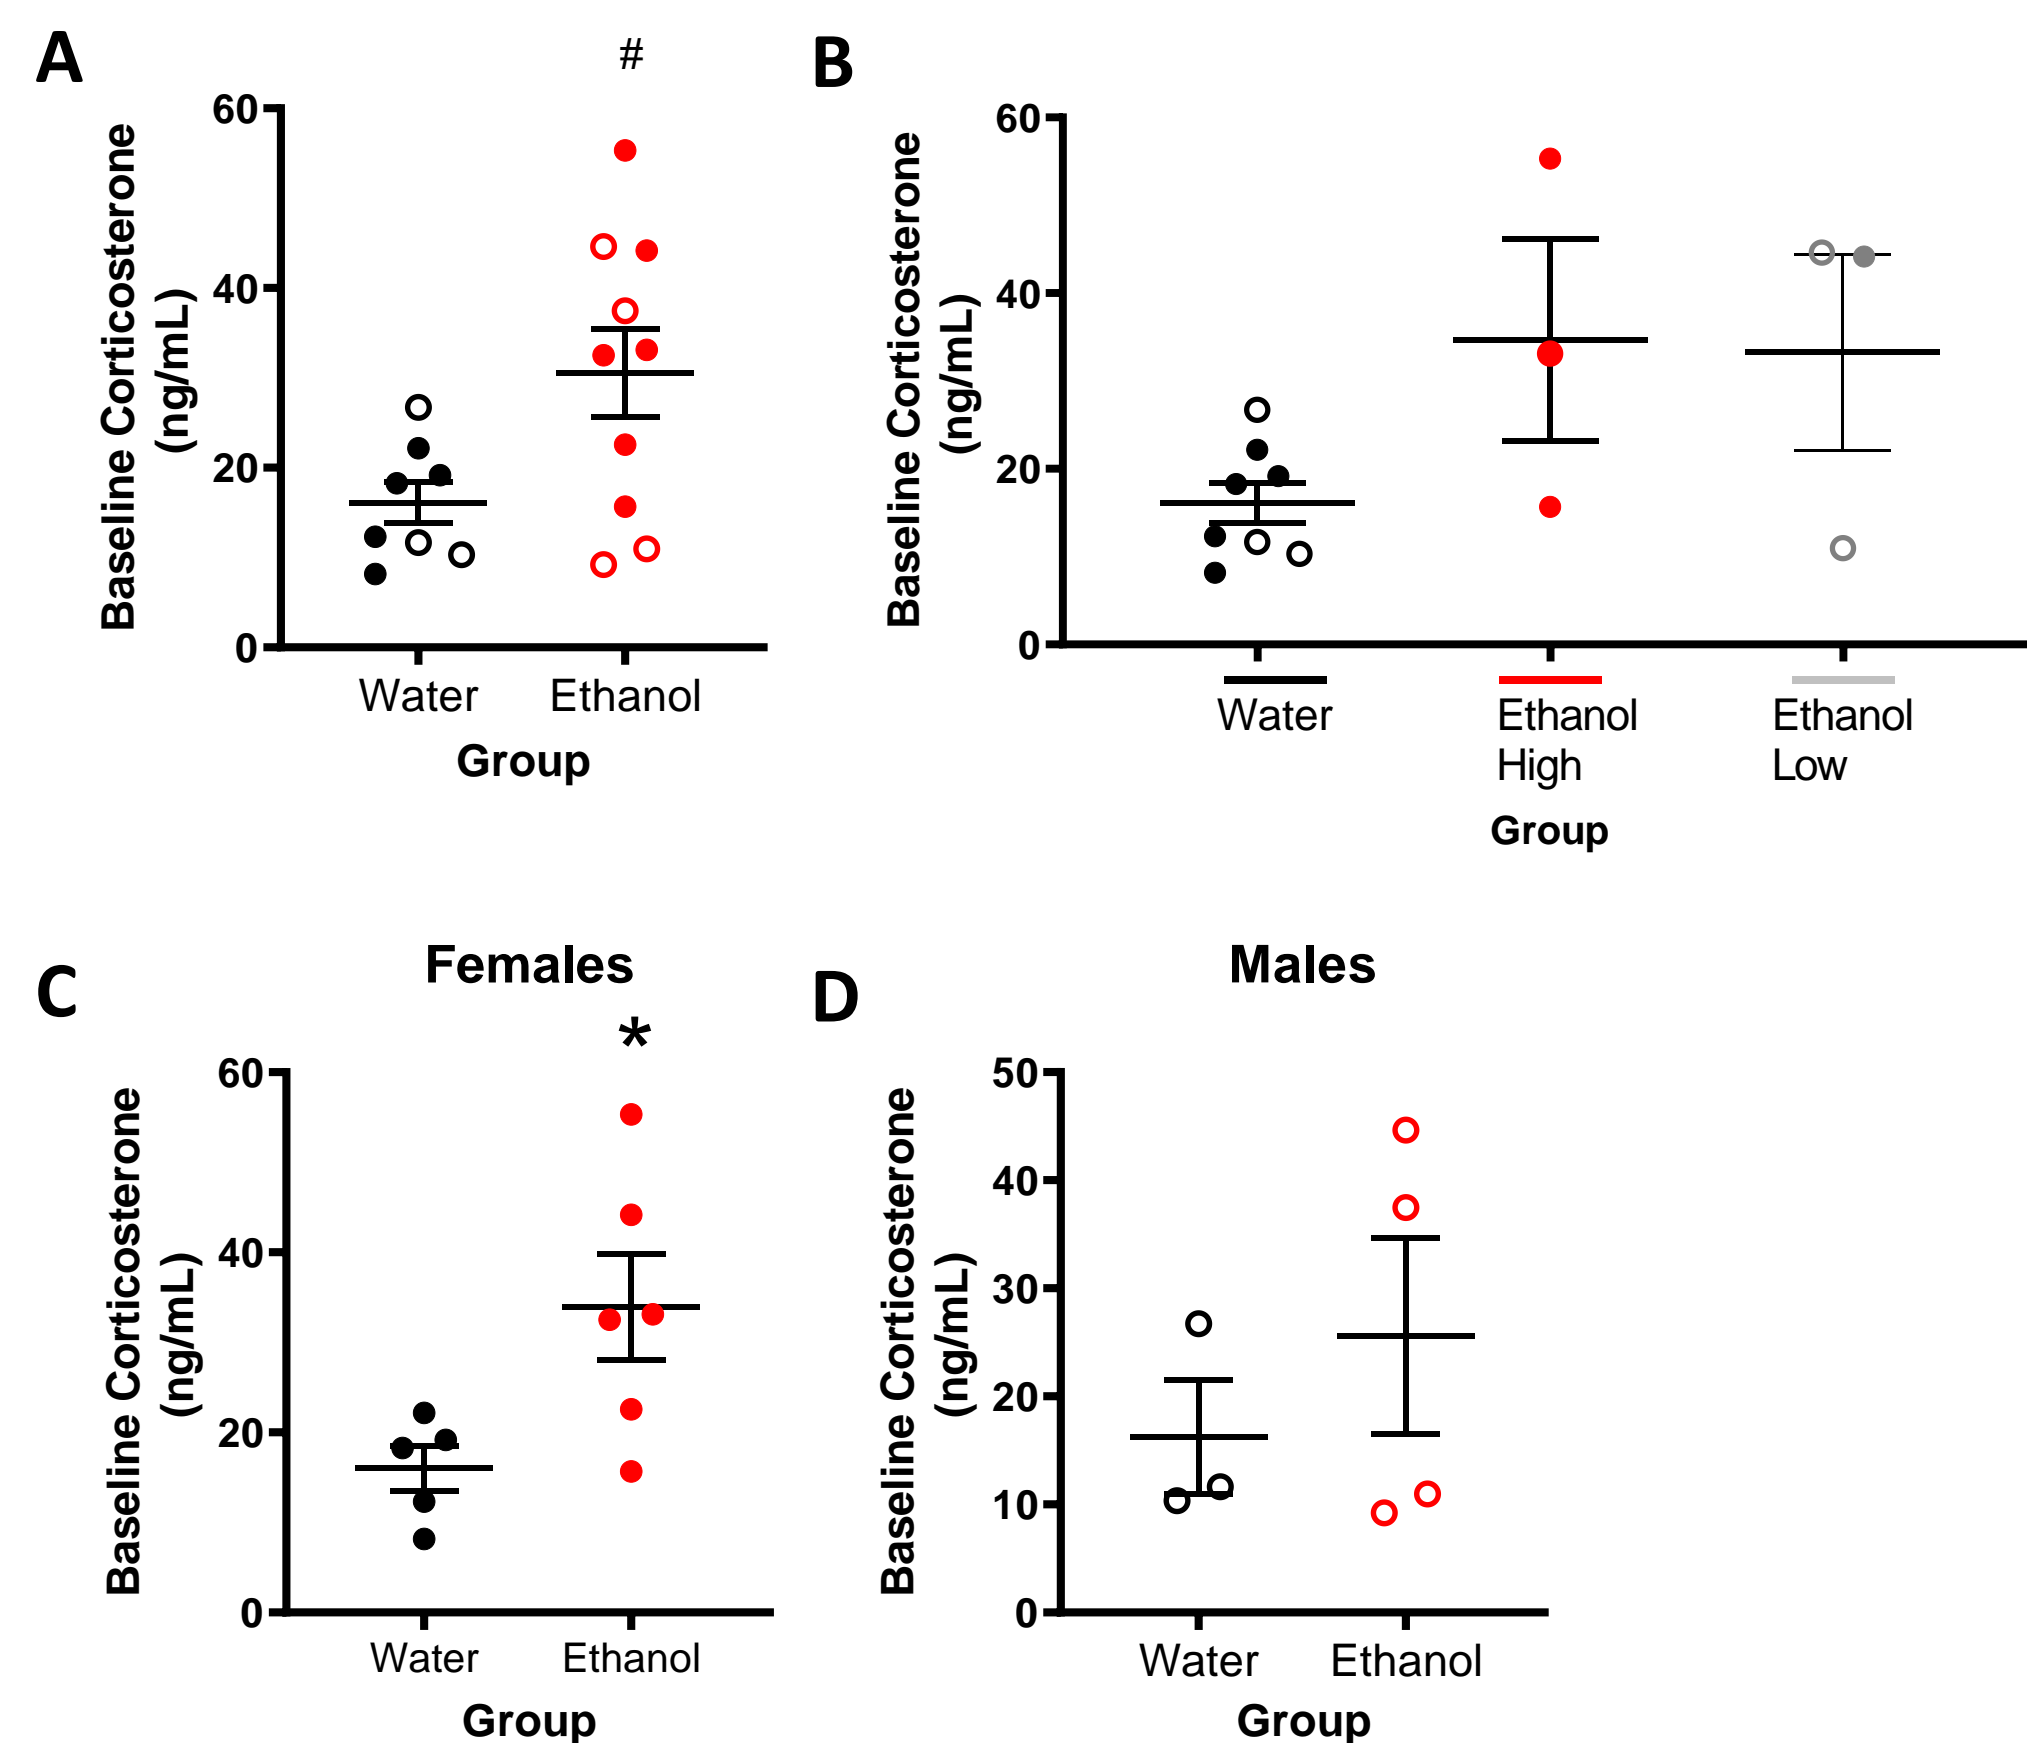 A
#
60
40
20
0
Baseline Corticosterone
(ng/mL)
Water
Ethanol
Group
B
60
40
20
0
Baseline Corticosterone
(ng/mL)
Water
Ethanol
High
Ethanol
Low
Group
C
Females
*
60
40
20
0
Baseline Corticosterone
(ng/mL)
Water
Ethanol
Group
D
Males
50
40
30
20
10
0
Baseline Corticosterone
(ng/mL)
Water
Ethanol
Group